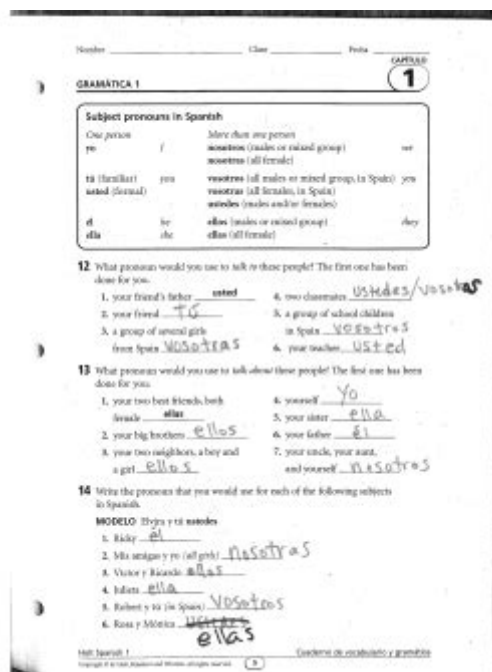 Nombre Clase Fecha
CAPÍTULO
1
GRAMÁTICA 1
Subject pronouns in Spanish
One person More than one person
yo I nosotros (males or mixed group) we
nosotras (all female)
tú (familiar) you vosotros (all males or mixed group, in Spain) you
usted (formal) vosotras (all females, in Spain)
ustedes (males and/or females)
él he ellos (males or mixed group) they
ella she ellas (all female)
12 What pronoun would you use to talk to these people? The first one has been
done for you.
1. your friend's father usted
2. your friend tú
3. a group of several girls
from Spain vosotras
4. two classmates ustedes/vosotras
5. a group of school children
in Spain vosotros
6. your teacher usted
13 What pronoun would you use to talk about these people? The first one has been
done for you.
1. your two best friends, both
female ellas
2. your big brothers ellos
3. your two neighbors, a boy and
a girl ellos
4. yourself yo
5. your sister ella
6. your father él
7. your uncle, your aunt,
and yourself nosotros
14 Write the pronoun that you would use for each of the following subjects
in Spanish.
MODELO Elvira y tú ustedes
1. Ricky él
2. Mis amigas y yo (all girls) nosotras
3. Victor y Ricardo ellos
4. Julieta ella
5. Robert y tú (in Spain) vosotros
6. Rosa y Mónica ustedes
ellas
Holt Spanish 1 Cuaderno de vocabulario y gramática
Copyright © by Holt, Rinehart and Winston. All rights reserved.